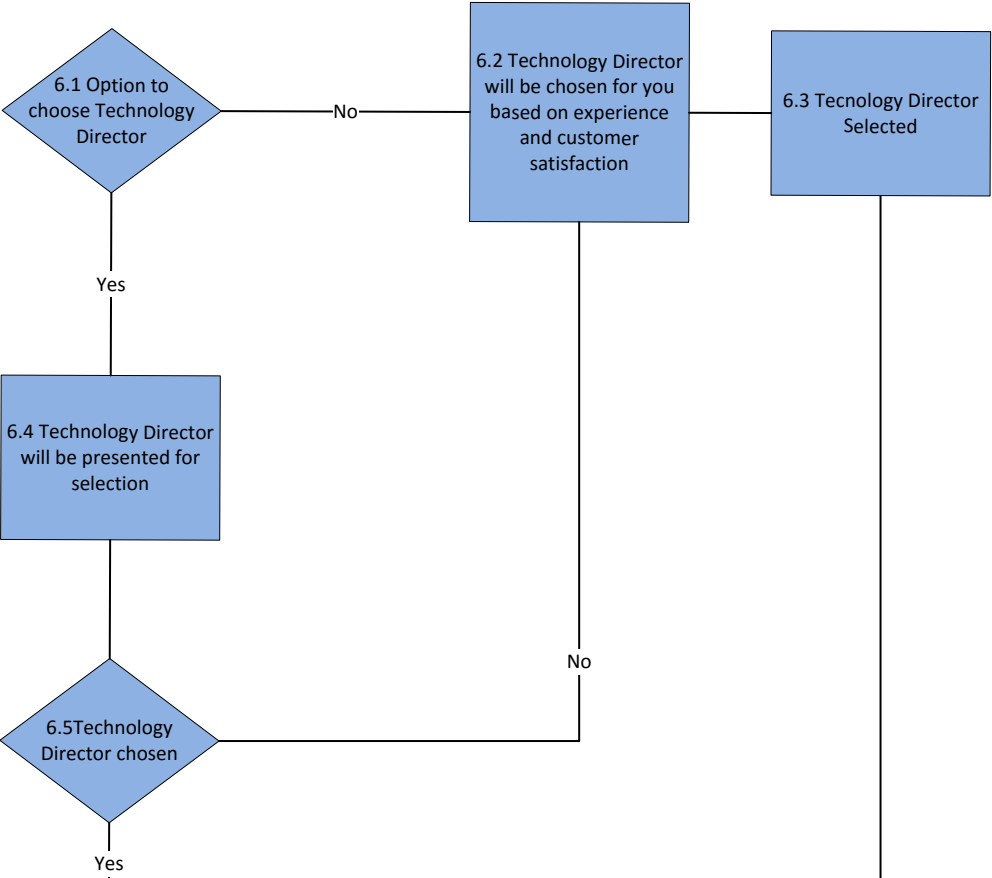 6.1 Option to
choose Technology
Director
No
6.2 Technology Director
will be chosen for you
based on experience
and customer
satisfaction
6.3 Tecnology Director
Selected
Yes
6.4 Technology Director
will be presented for
selection
No
6.5Technology
Director chosen
Yes